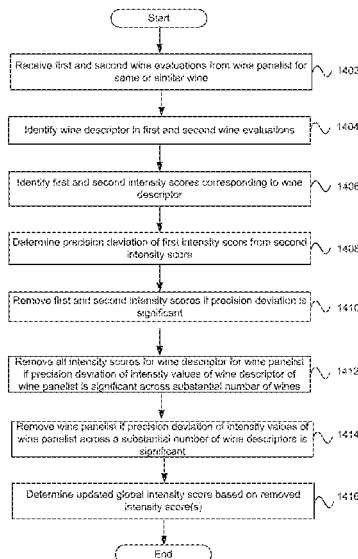 Start
Receive first and second wine evaluations from wine panelist for
same or similar wine
1402
Identify wine descriptor in first and second wine evaluations
1404
Identify first and second intensity scores corresponding to wine
descriptor
1406
Determine precision deviation of first intensity score from second
intensity score
1408
Remove first and second intensity scores if precision deviation is
significant
1410
Remove all intensity scores for wine descriptor for wine panelist
if precision deviation of intensity values of wine descriptor of
wine panelist is significant across substantial number of wines
1412
Remove wine panelist if precision deviation of intensity values of
wine panelist across a substantial number of wine descriptors is
significant
1414
Determine updated global intensity score based on removed
intensity score(s)
1416
End